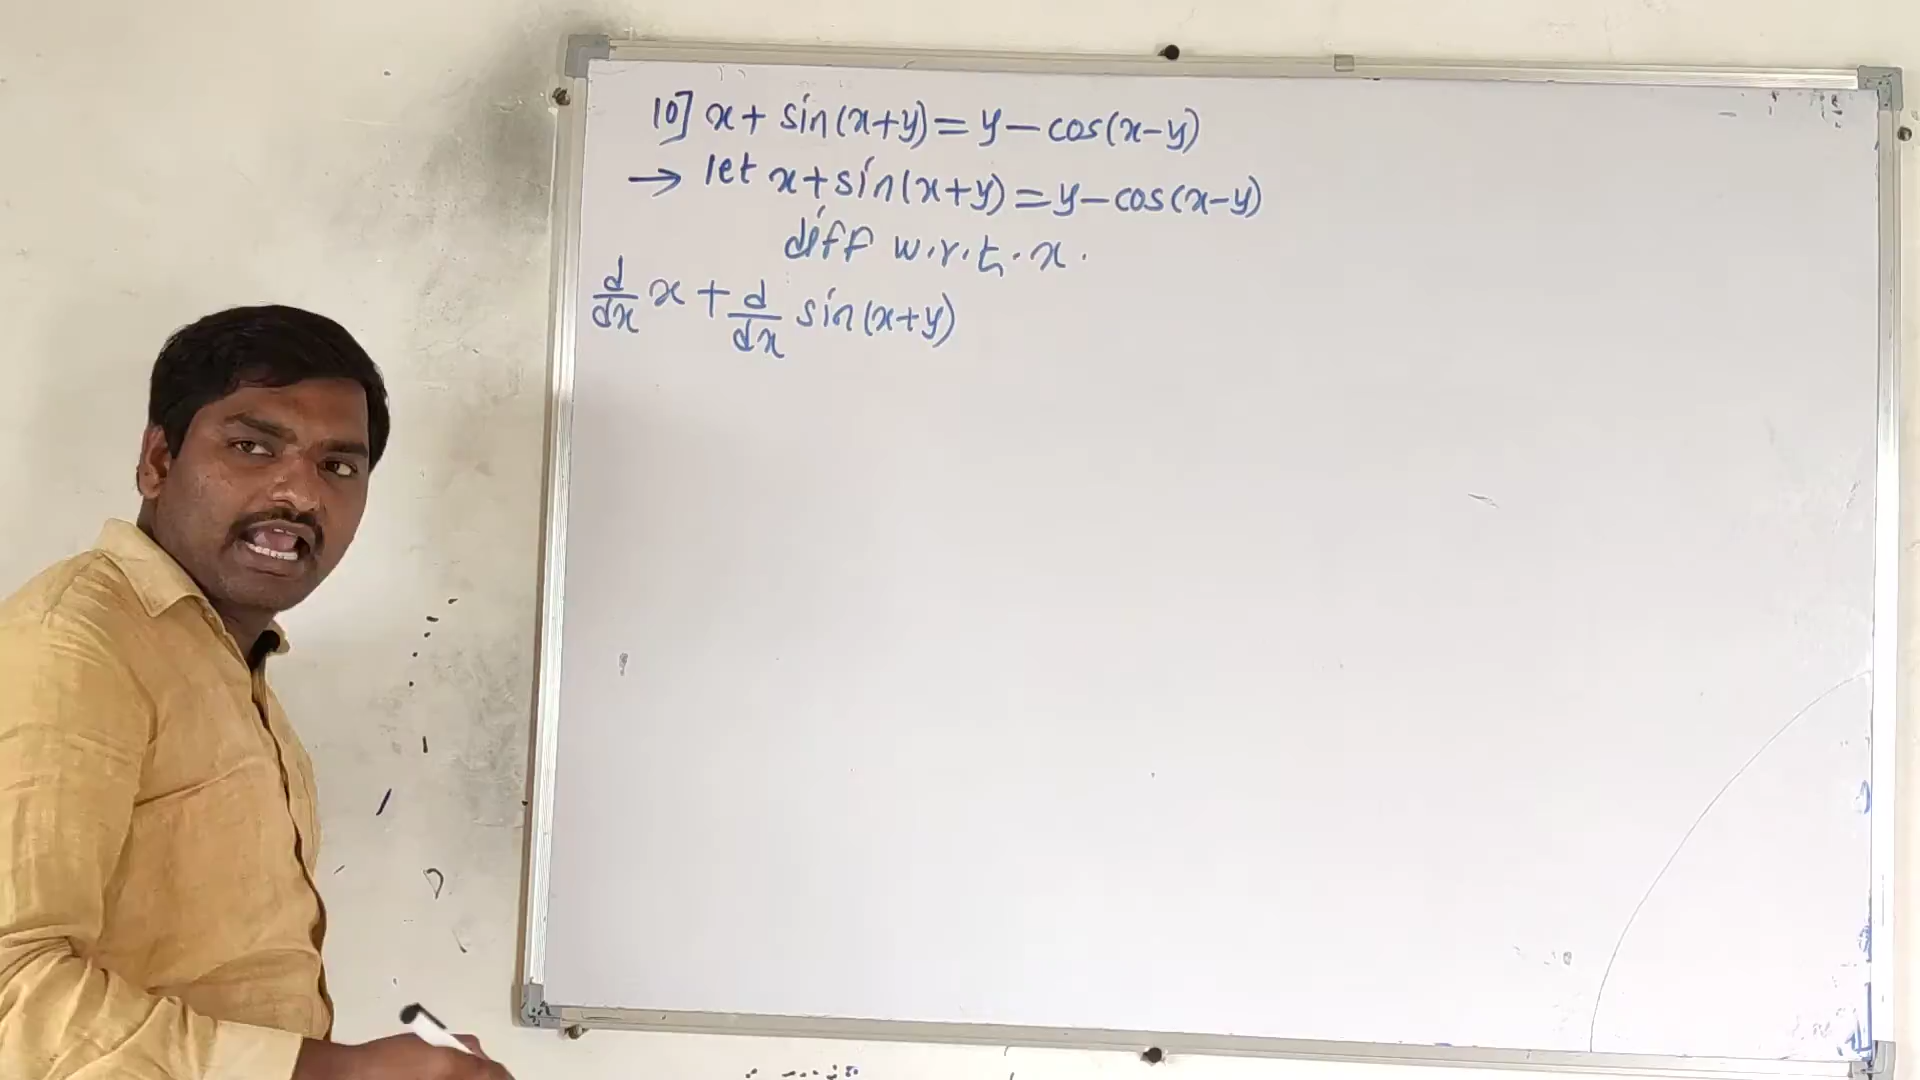 10] x + sin(x+y) = y – cos(x–y)
→ let x + sin(x+y) = y – cos(x–y)
diff w.r.t. x.
d/dx x + d/dx sin(x+y)